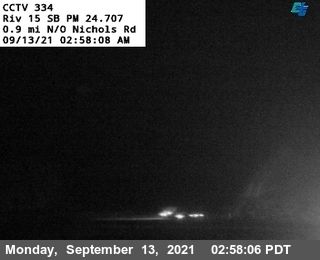 CCTV 334
Riv 15 SB PM 24.707
0.9 mi N/O Nichols Rd
09/13/21 02:58:08 AM
Monday, September 13, 2021 02:58:06 PDT